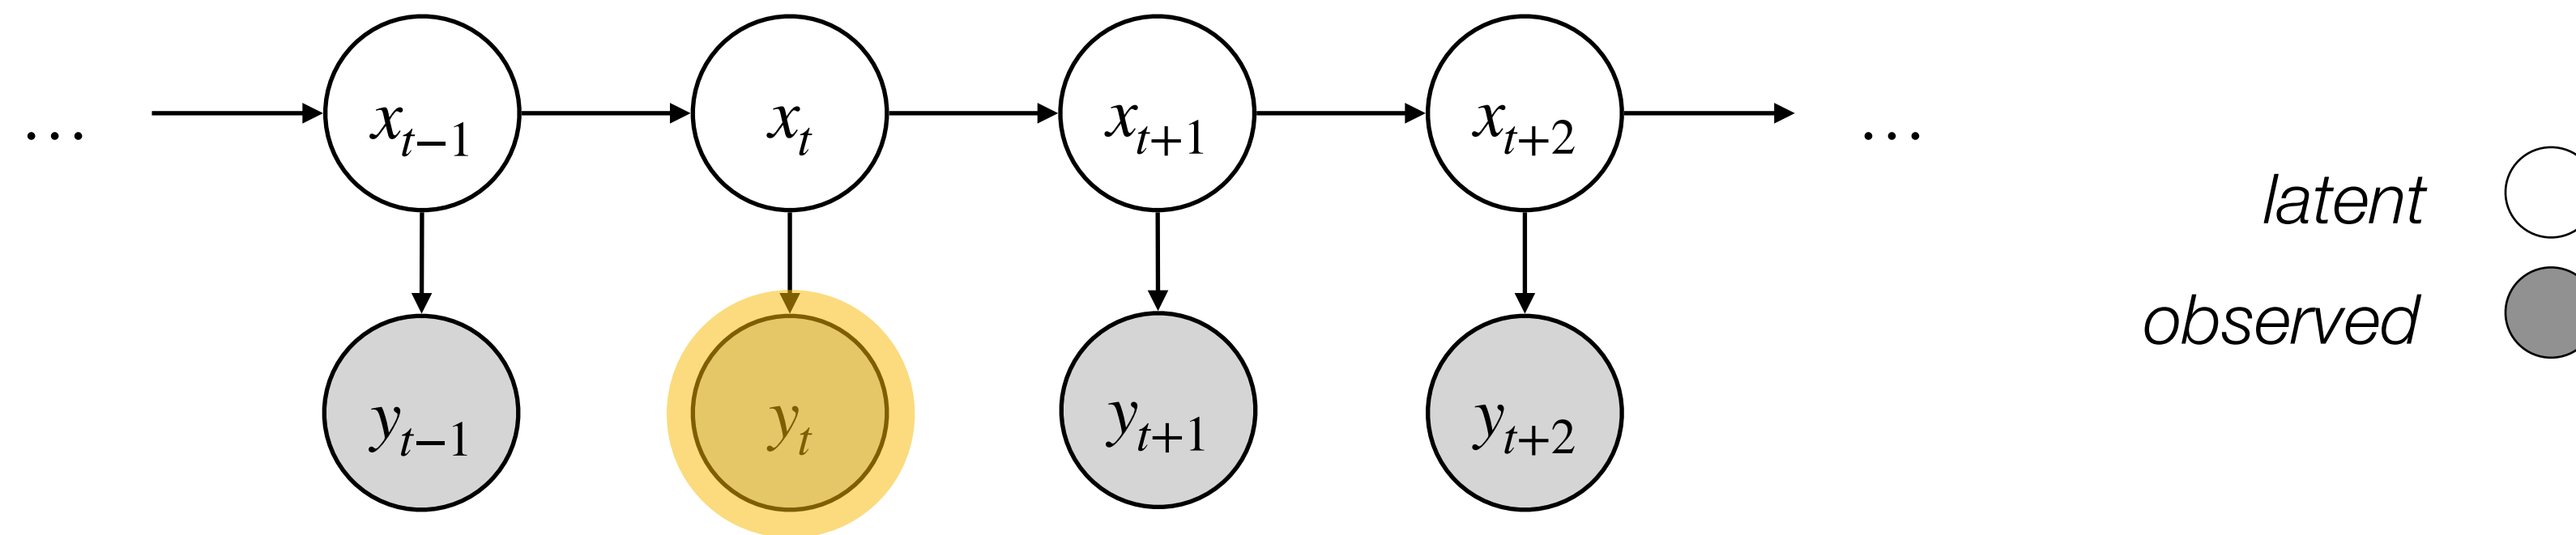 … x_{t−1} x_t x_{t+1} x_{t+2} …
latent
observed
y_{t−1} y_t y_{t+1} y_{t+2}